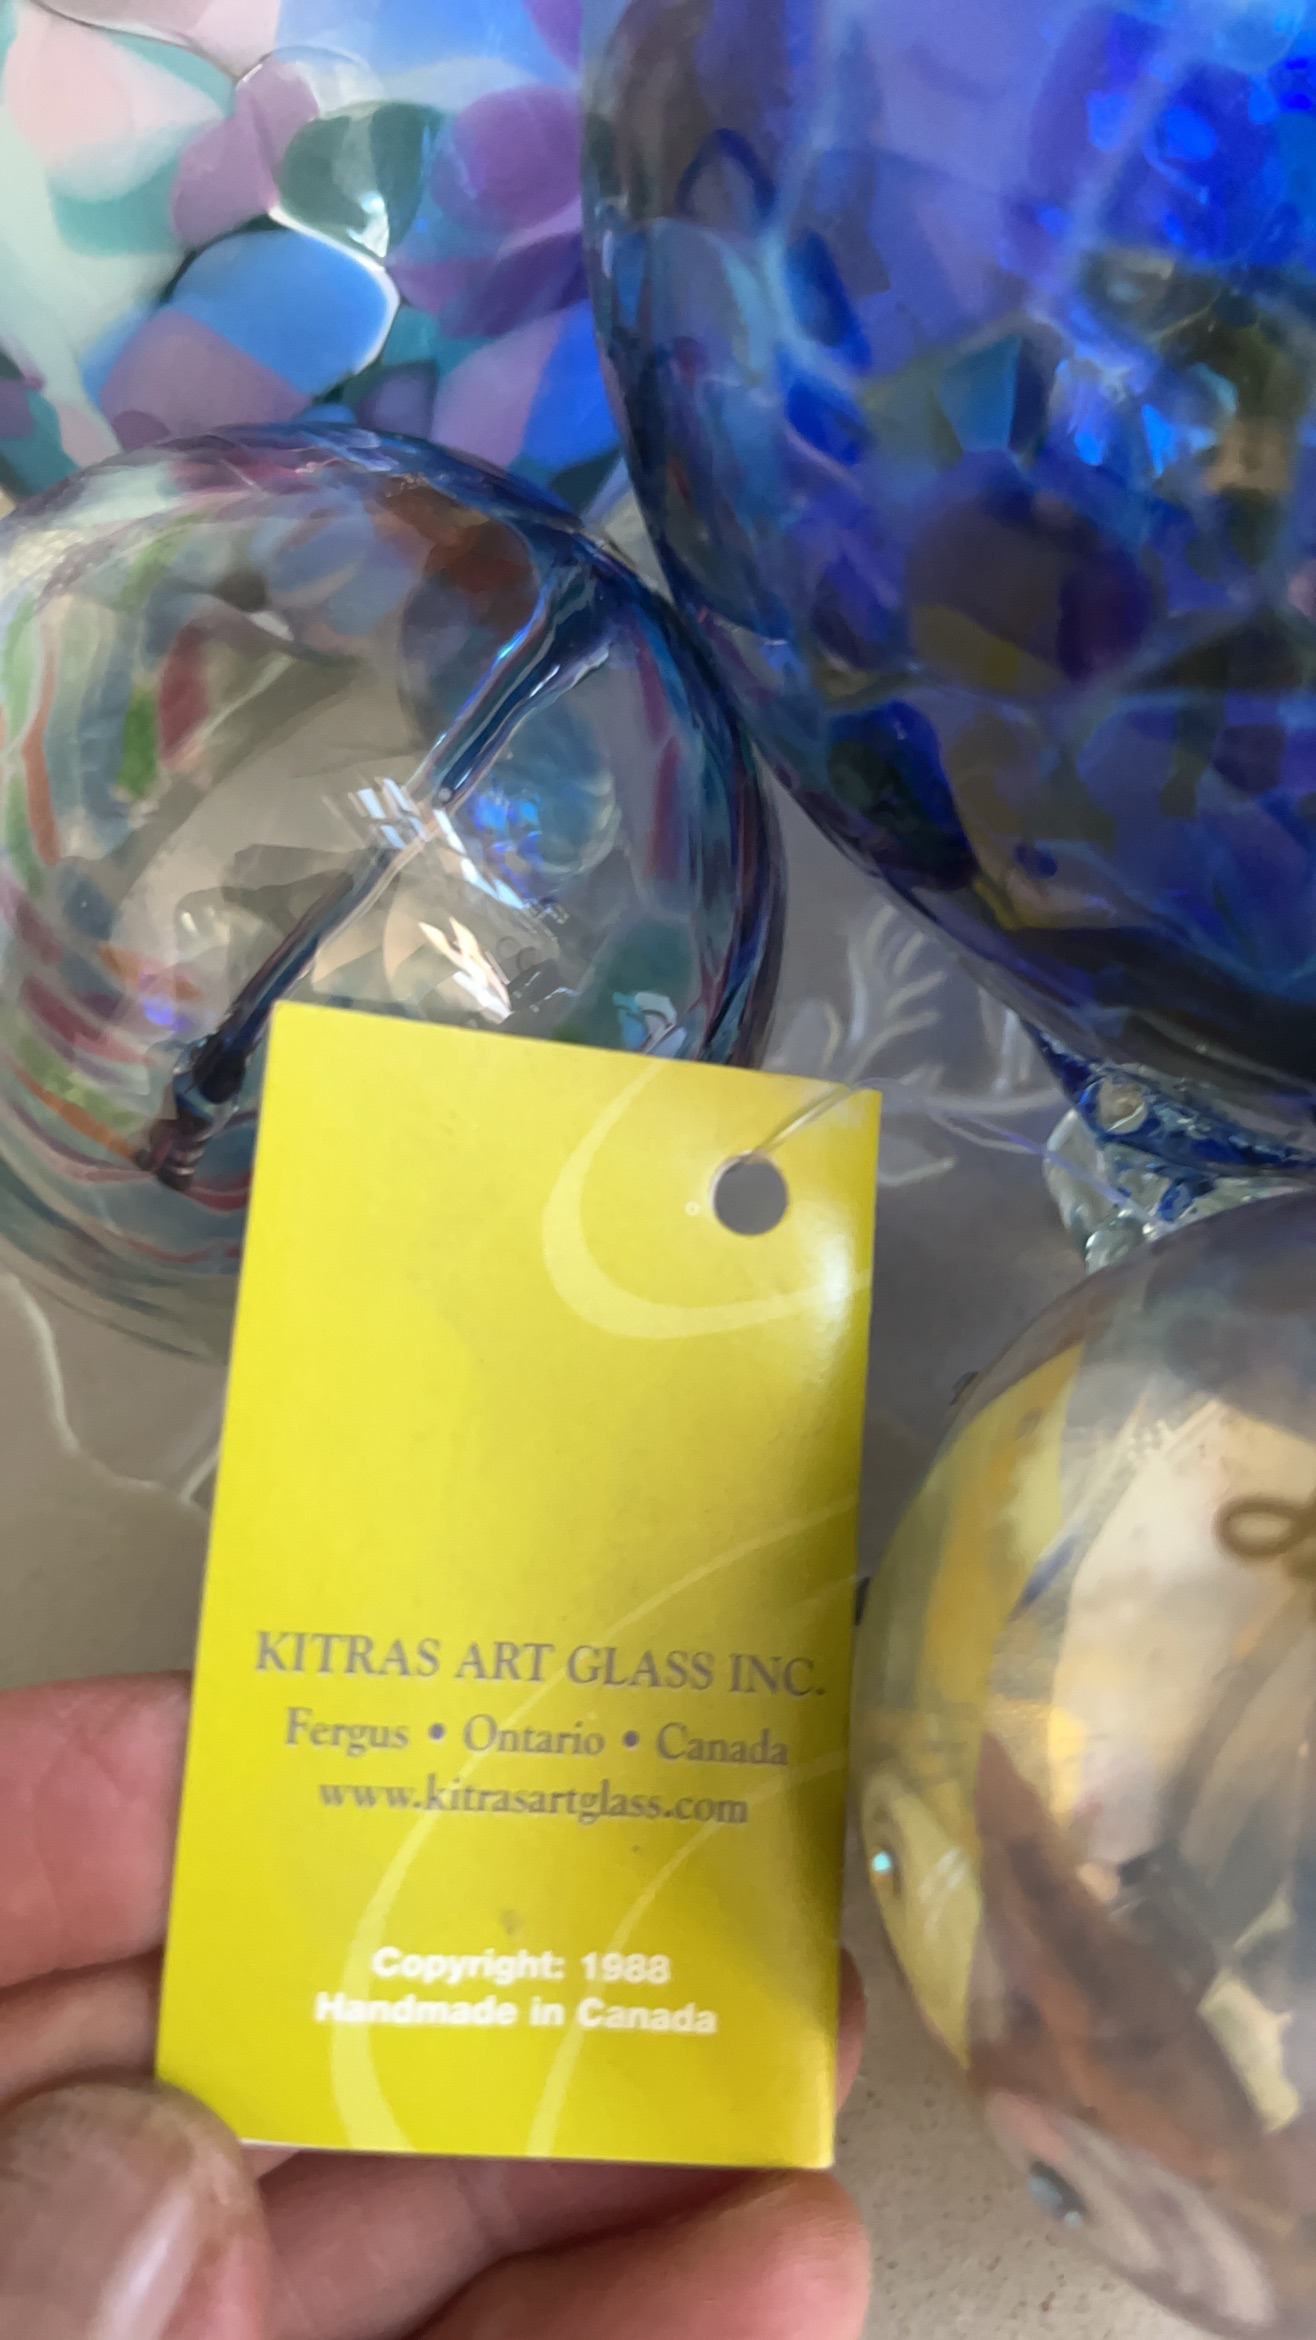 KITRAS ART GLASS INC.
Fergus • Ontario • Canada
www.kitrasartglass.com
Copyright: 1988
Handmade in Canada